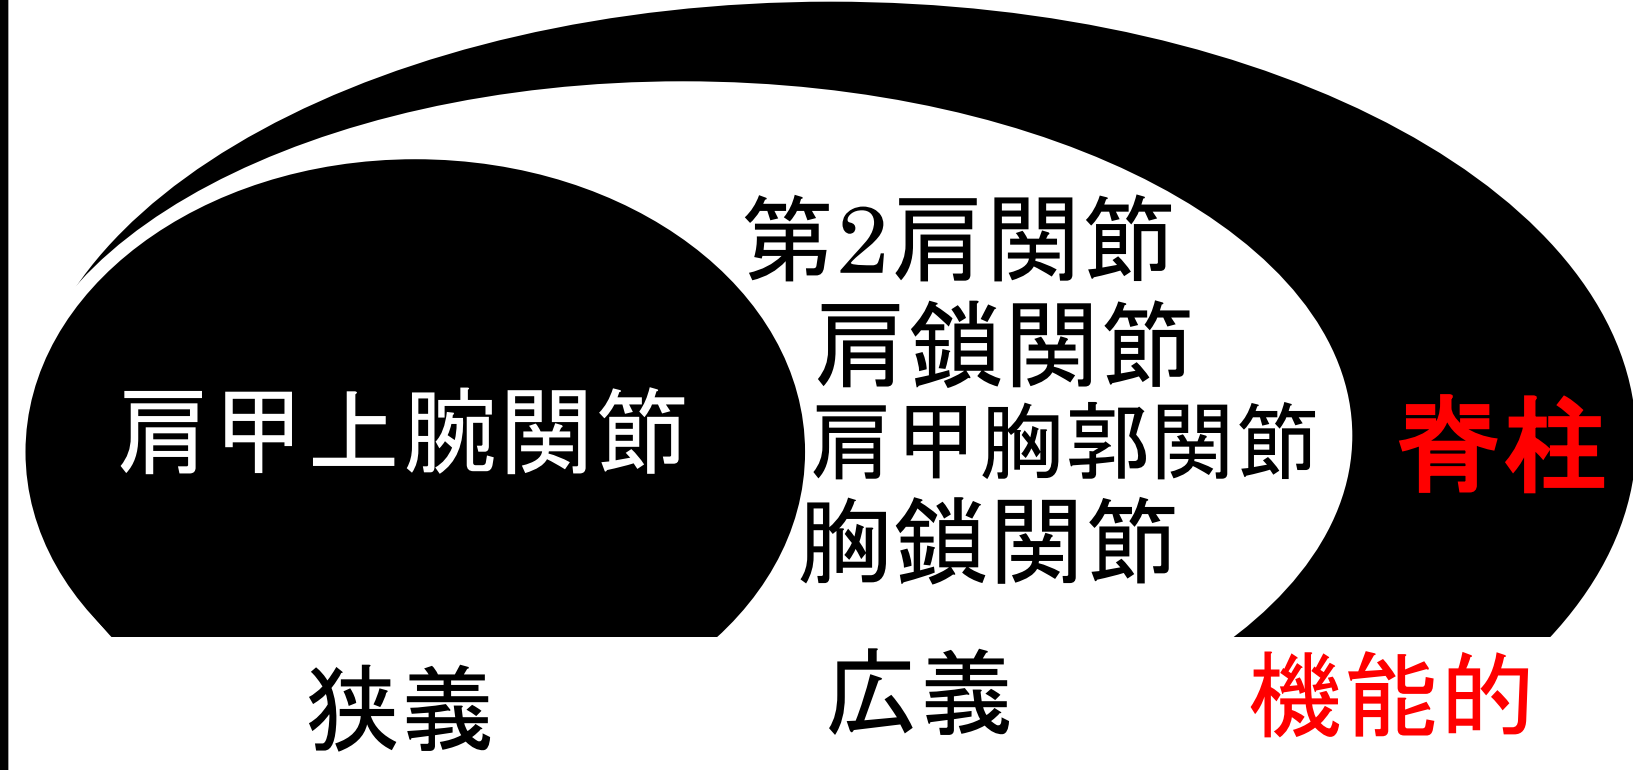 肩甲上腕関節
第2肩関節
肩鎖関節
肩甲胸郭関節
胸鎖関節
脊柱
狭義
広義
機能的